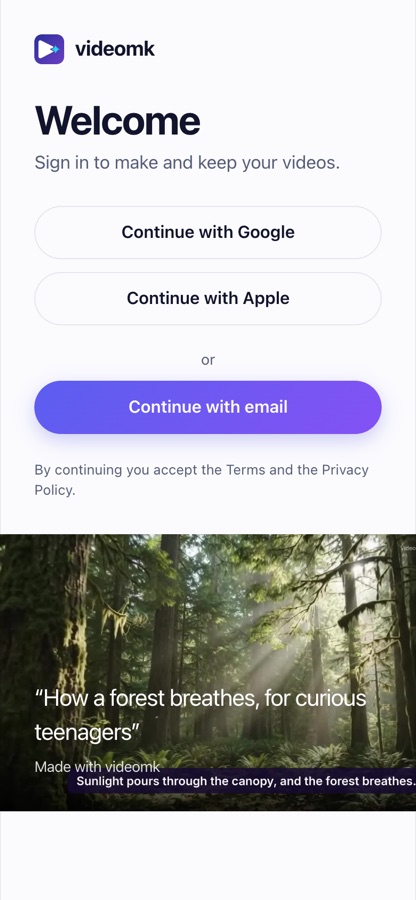 videomk
Welcome
Sign in to make and keep your videos.
Continue with Google
Continue with Apple
or
Continue with email
By continuing you accept the Terms and the Privacy
Policy.
“How a forest breathes, for curious
teenagers”
Made with videomk
Sunlight pours through the canopy, and the forest breathes.